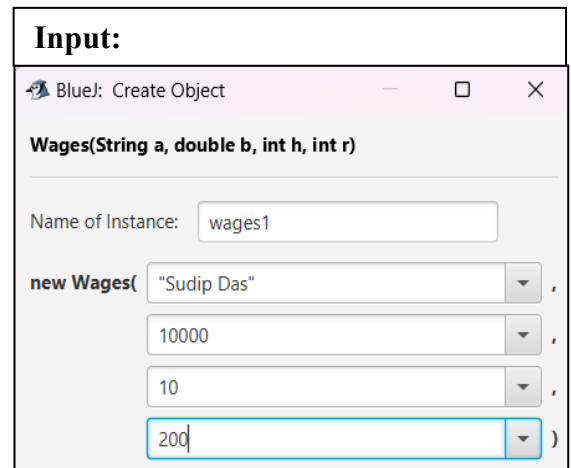 Input:
BlueJ: Create Object
Wages(String a, double b, int h, int r)
Name of Instance: wages1
new Wages( "Sudip Das" ,
10000 ,
10 ,
200 )